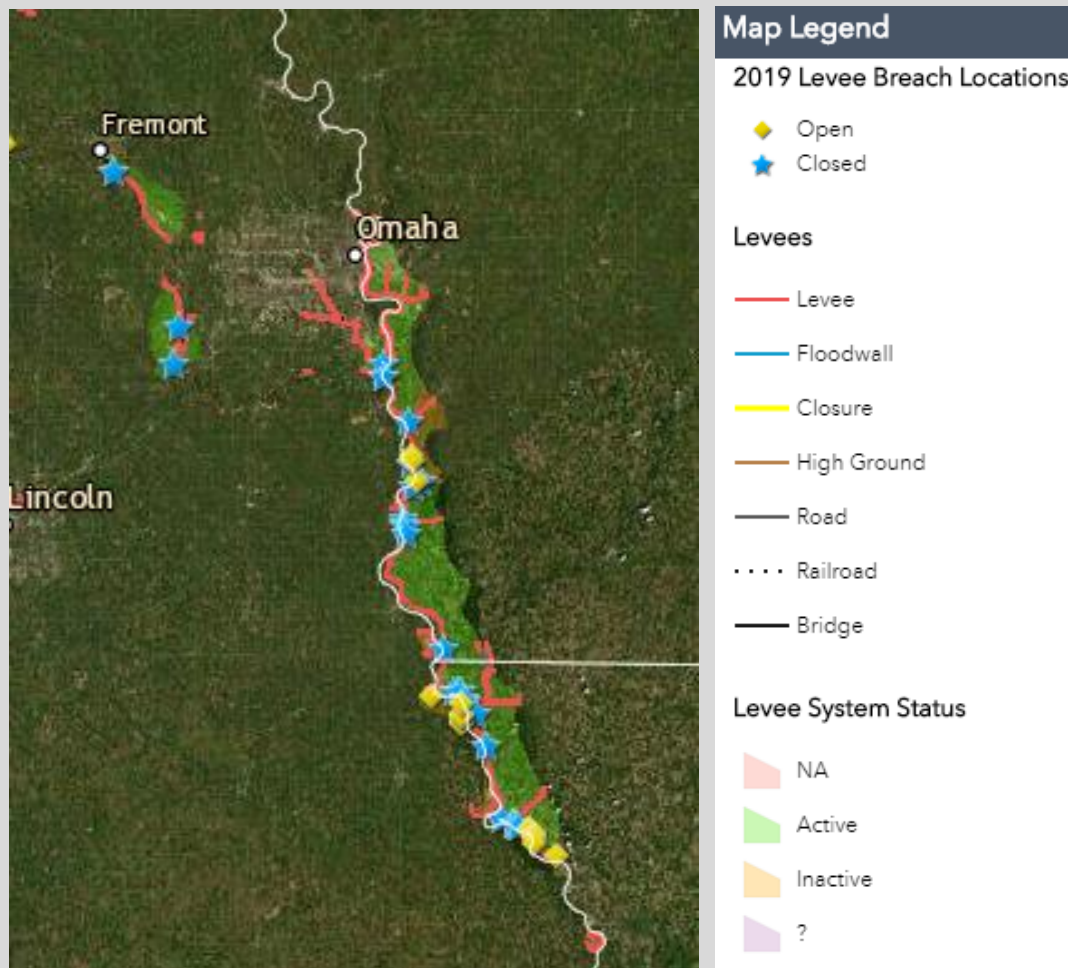 Fremont
Omaha
Lincoln
Map Legend
2019 Levee Breach Locations
Open
Closed
Levees
Levee
Floodwall
Closure
High Ground
Road
Railroad
Bridge
Levee System Status
NA
Active
Inactive
?